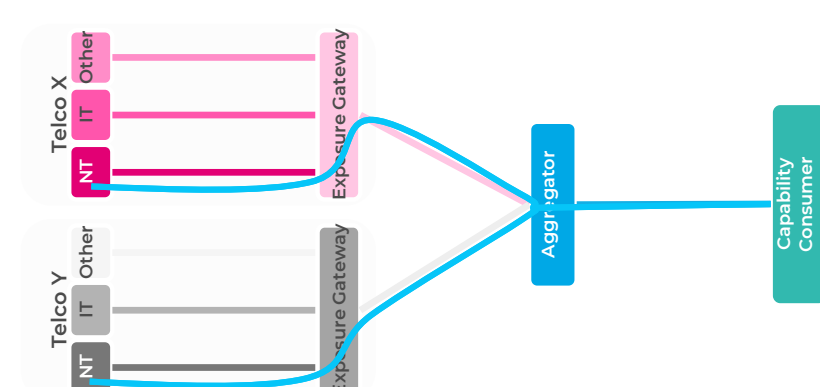 Telco X
Other
IT
NT
Exposure Gateway
Telco Y
Other
IT
NT
Exposure Gateway
Aggregator
Capability
Consumer